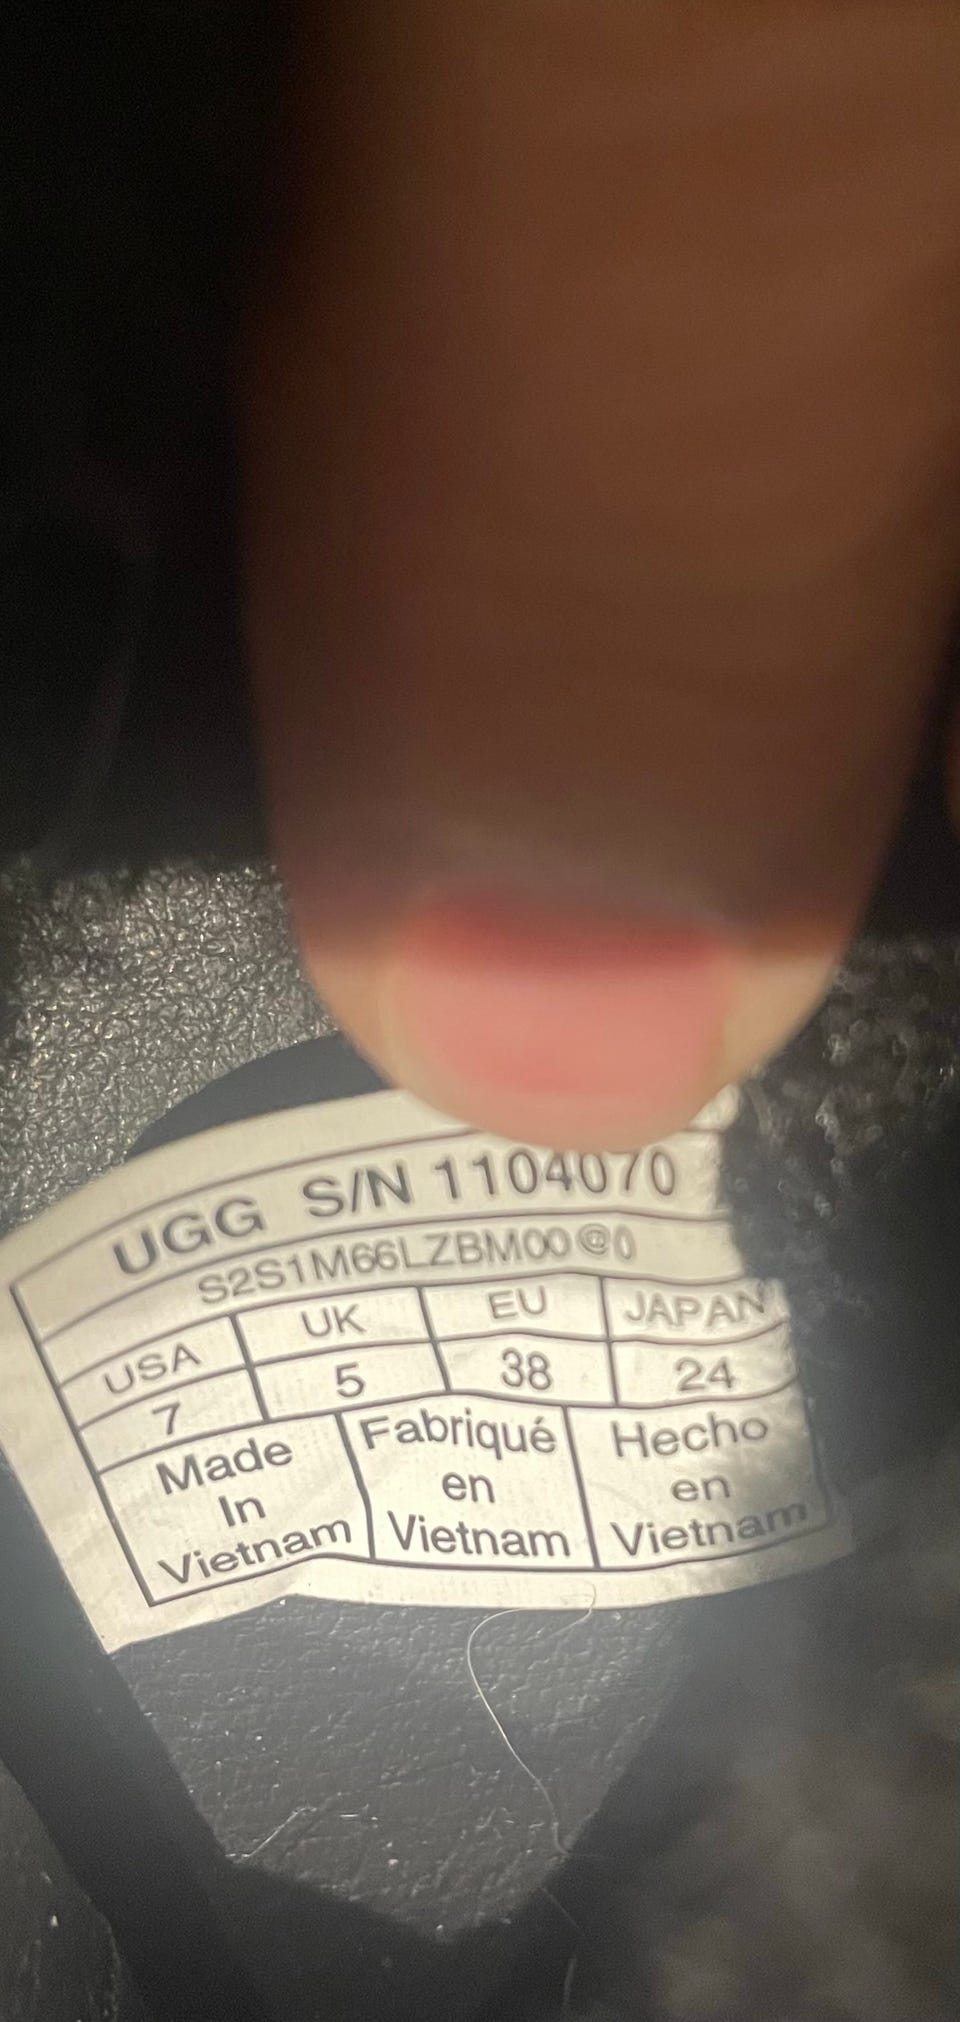 UGG S/N 1104070
S2S1M66LZBM00@0
USA UK EU JAPAN
7 5 38 24
Made In Vietnam
Fabriqué en Vietnam
Hecho en Vietnam